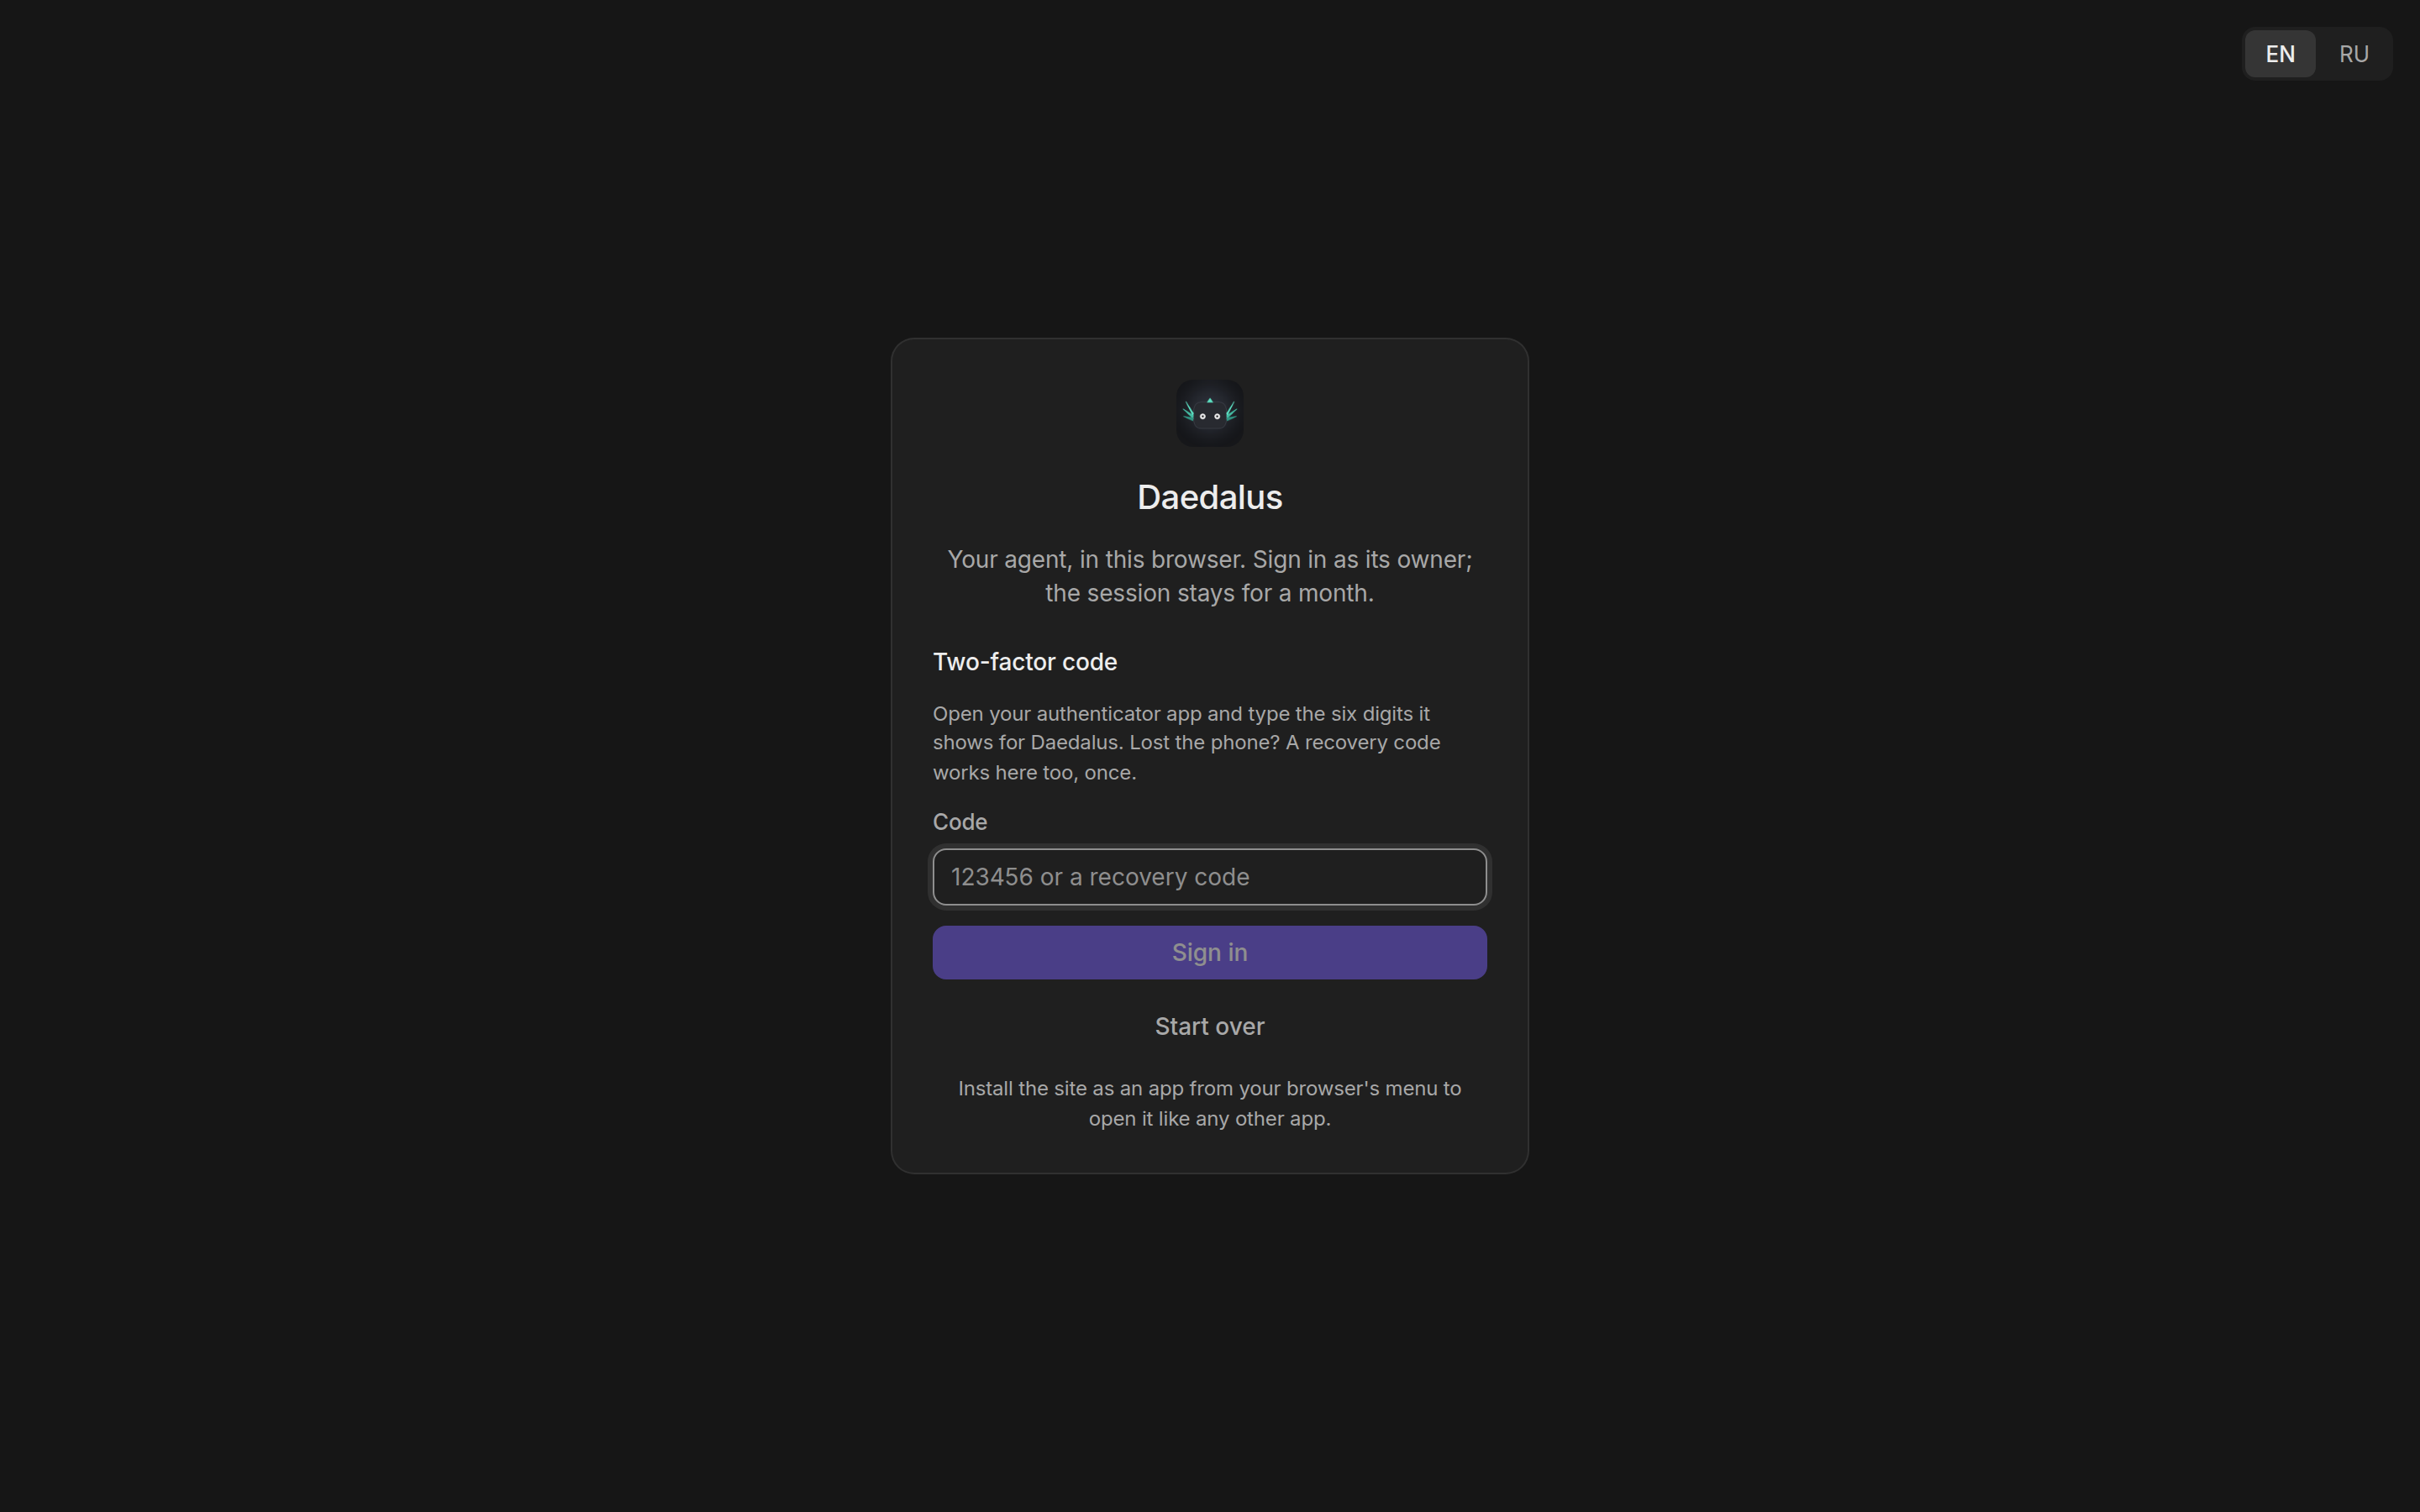 EN RU
Daedalus
Your agent, in this browser. Sign in as its owner;
the session stays for a month.
Two-factor code
Open your authenticator app and type the six digits it
shows for Daedalus. Lost the phone? A recovery code
works here too, once.
Code
123456 or a recovery code
Sign in
Start over
Install the site as an app from your browser's menu to
open it like any other app.